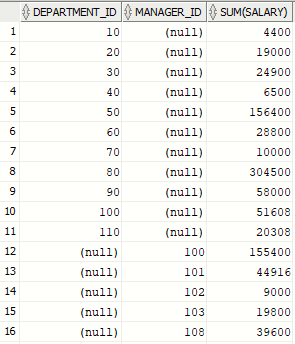 DEPARTMENT_ID MANAGER_ID SUM(SALARY)
1 10 (null) 4400
2 20 (null) 19000
3 30 (null) 24900
4 40 (null) 6500
5 50 (null) 156400
6 60 (null) 28800
7 70 (null) 10000
8 80 (null) 304500
9 90 (null) 58000
10 100 (null) 51608
11 110 (null) 20308
12 (null) 100 155400
13 (null) 101 44916
14 (null) 102 9000
15 (null) 103 19800
16 (null) 108 39600